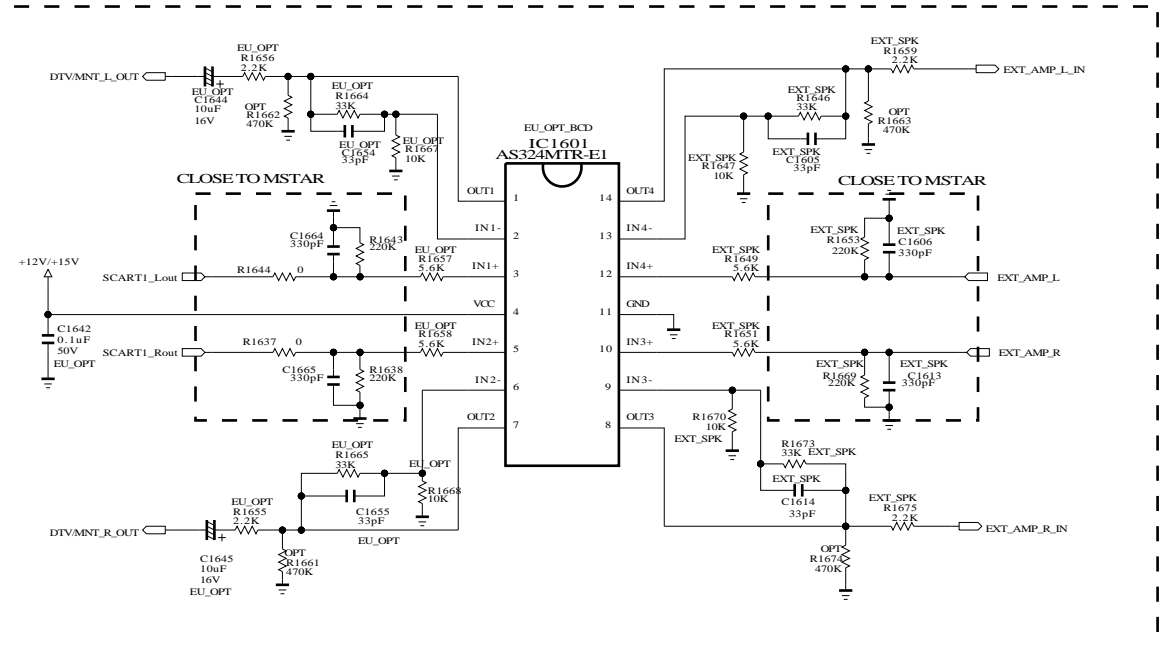 EU_OPT
R1656
2.2K
DTV/MNT_L_OUT
EU_OPT
C1644
10uF
16V
OPT
R1662
470K
EU_OPT
R1664
33K
EU_OPT
C1654
33pF
EU_OPT
R1667
10K
EU_OPT_BCD
IC1601
AS324MTR-E1
EXT_SPK
R1659
2.2K
EXT_AMP_L_IN
EXT_SPK
R1646
33K
OPT
R1663
470K
EXT_SPK
C1605
33pF
EXT_SPK
R1647
10K
CLOSE TO MSTAR
CLOSE TO MSTAR
OUT1
1
14
OUT4
IN1-
2
13
IN4-
IN1+
3
12
IN4+
VCC
4
11
GND
IN2+
5
10
IN3+
IN2-
6
9
IN3-
OUT2
7
8
OUT3
C1664
330pF
R1643
220K
EU_OPT
R1657
5.6K
+12V/+15V
SCART1_Lout
R1644
0
C1642
0.1uF
50V
EU_OPT
SCART1_Rout
R1637
0
EU_OPT
R1658
5.6K
C1665
330pF
R1638
220K
EXT_SPK
R1649
5.6K
EXT_SPK
R1653
220K
EXT_SPK
C1606
330pF
EXT_AMP_L
EXT_SPK
R1651
5.6K
EXT_AMP_R
EXT_SPK
R1669
220K
EXT_SPK
C1613
330pF
R1670
10K
EXT_SPK
R1673
33K
EXT_SPK
EXT_SPK
C1614
33pF
EXT_SPK
R1675
2.2K
EXT_AMP_R_IN
OPT
R1674
470K
EU_OPT
R1665
33K
EU_OPT
R1668
10K
C1655
33pF
EU_OPT
EU_OPT
R1655
2.2K
DTV/MNT_R_OUT
C1645
10uF
16V
EU_OPT
OPT
R1661
470K